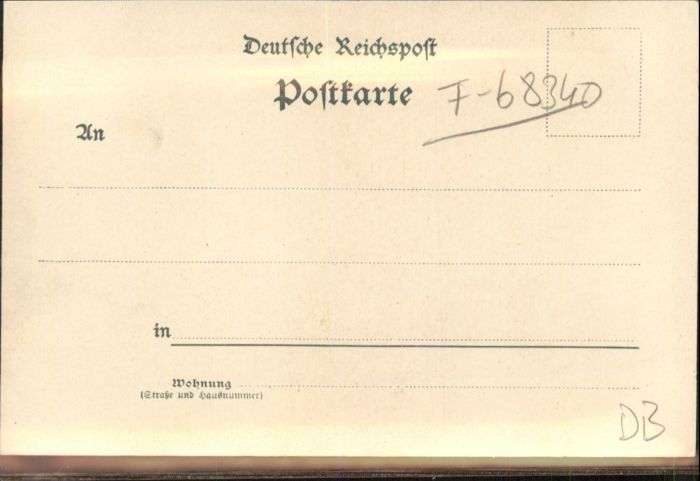 Deutsche Reichspost
Postkarte
F-68340
An
in
Wohnung
(Straße und Hausnummer)
DB